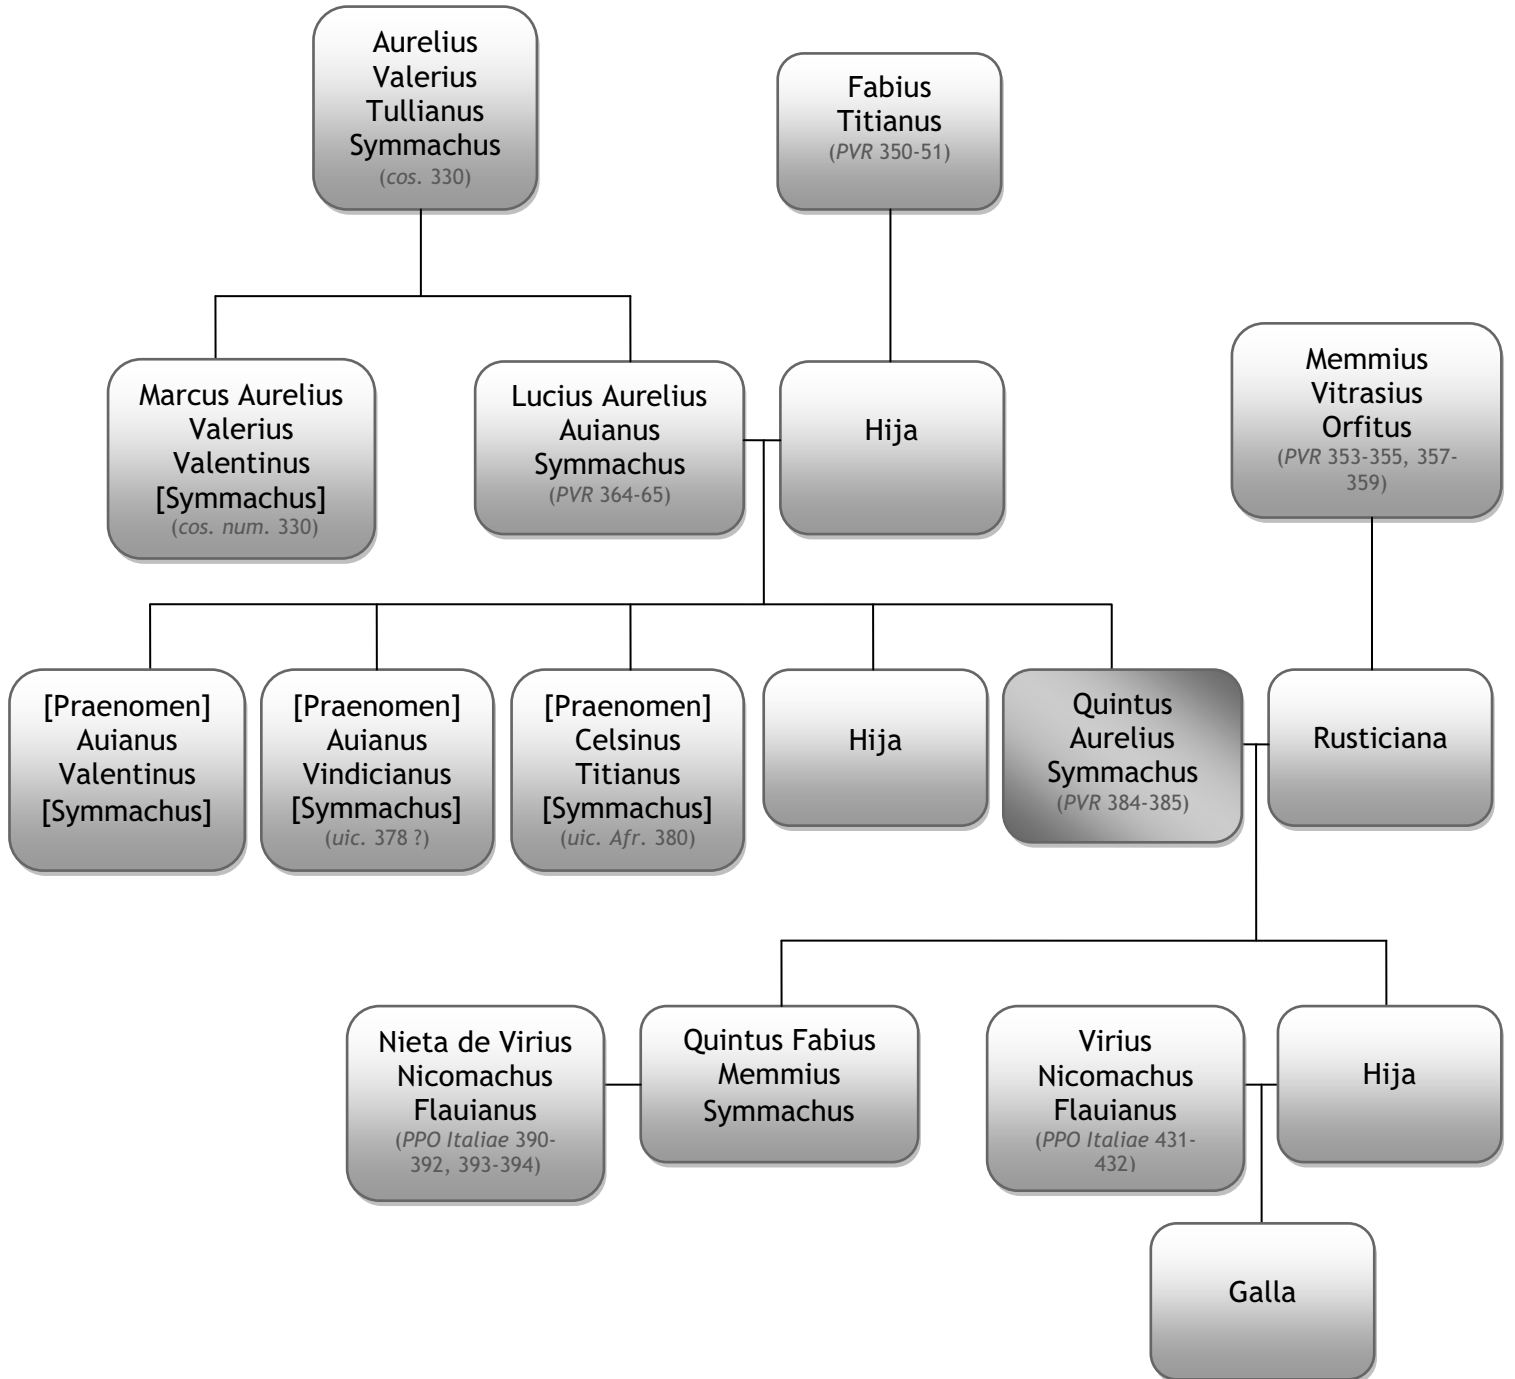 Aurelius
Valerius
Tullianus
Symmachus
(cos. 330)
Fabius
Titianus
(PVR 350-51)
Marcus Aurelius
Valerius
Valentinus
[Symmachus]
(cos. num. 330)
Lucius Aurelius
Auianus
Symmachus
(PVR 364-65)
Hija
Memmius
Vitrasius
Orfitus
(PVR 353-355, 357-
359)
[Praenomen]
Auianus
Valentinus
[Symmachus]
[Praenomen]
Auianus
Vindicianus
[Symmachus]
(uic. 378 ?)
[Praenomen]
Celsinus
Titianus
[Symmachus]
(uic. Afr. 380)
Hija
Quintus
Aurelius
Symmachus
(PVR 384-385)
Rusticiana
Nieta de Virius
Nicomachus
Flauianus
(PPO Italiae 390-
392, 393-394)
Quintus Fabius
Memmius
Symmachus
Virius
Nicomachus
Flauianus
(PPO Italiae 431-
432)
Hija
Galla